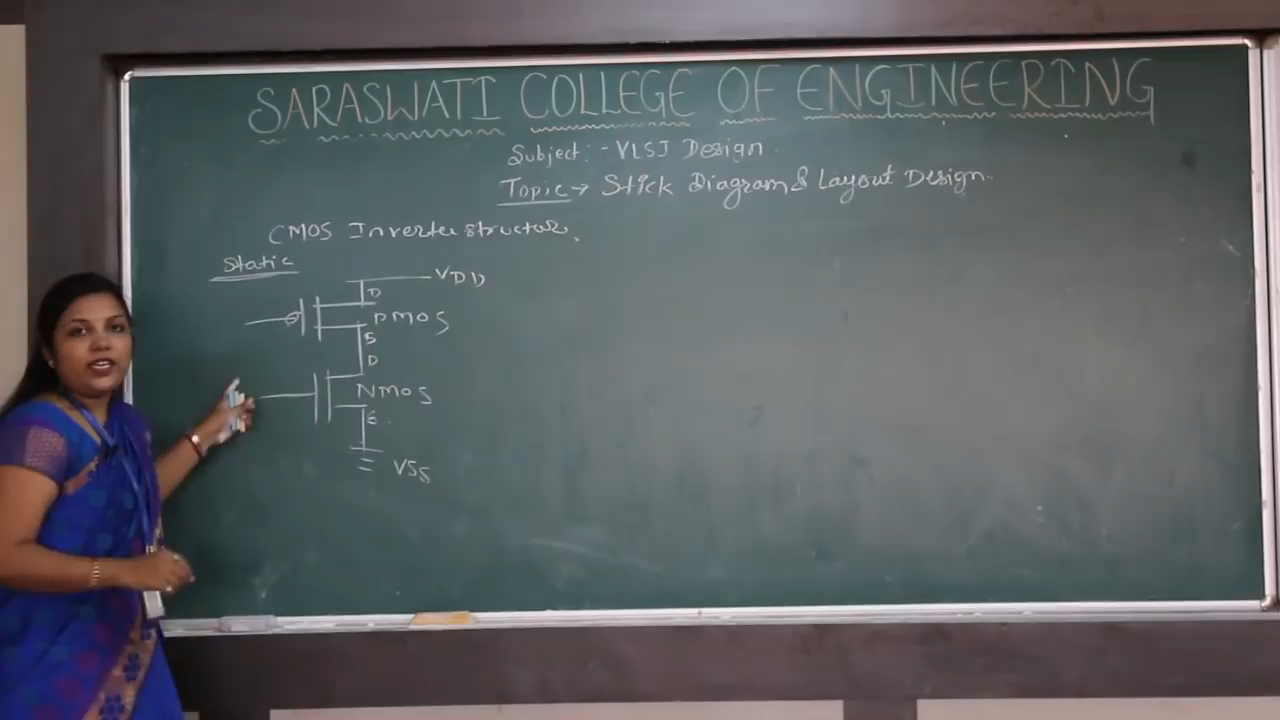 SARASWATI COLLEGE OF ENGINEERING
Subject:- VLSI Design
Topic → Stick Diagram & Layout Design.
CMOS Inverter structor.
Static
VDD
D
PMOS
S
D
NMOS
S
VSS